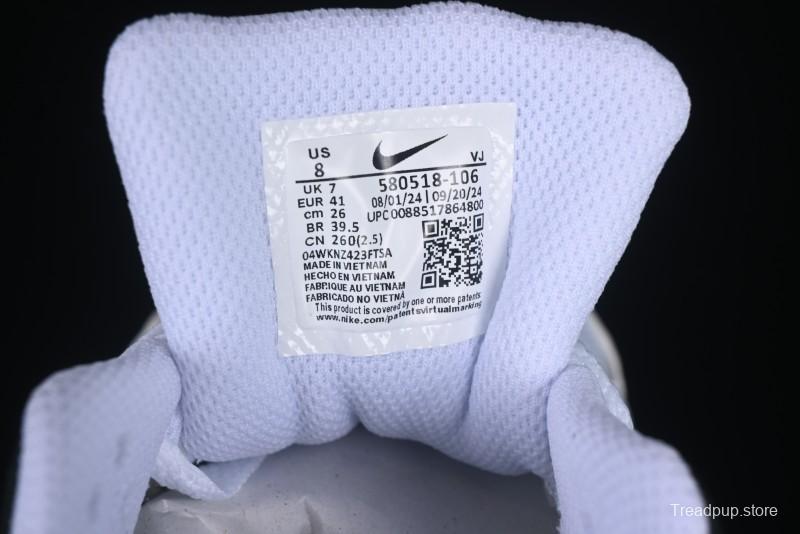 US
8
VJ
UK 7
580518-106
EUR 41
08/01/24 | 09/20/24
cm 26
UPC 0088517864800
BR 39.5
CN 260(2.5)
04WKNZ423FTSA
MADE IN VIETNAM
HECHO EN VIETNAM
FABRIQUE AU VIETNAM
FABRICADO NO VIETNÃ
This product is covered by one or more patents
www.nike.com/patentsvirtualmarking
Treadpup.store